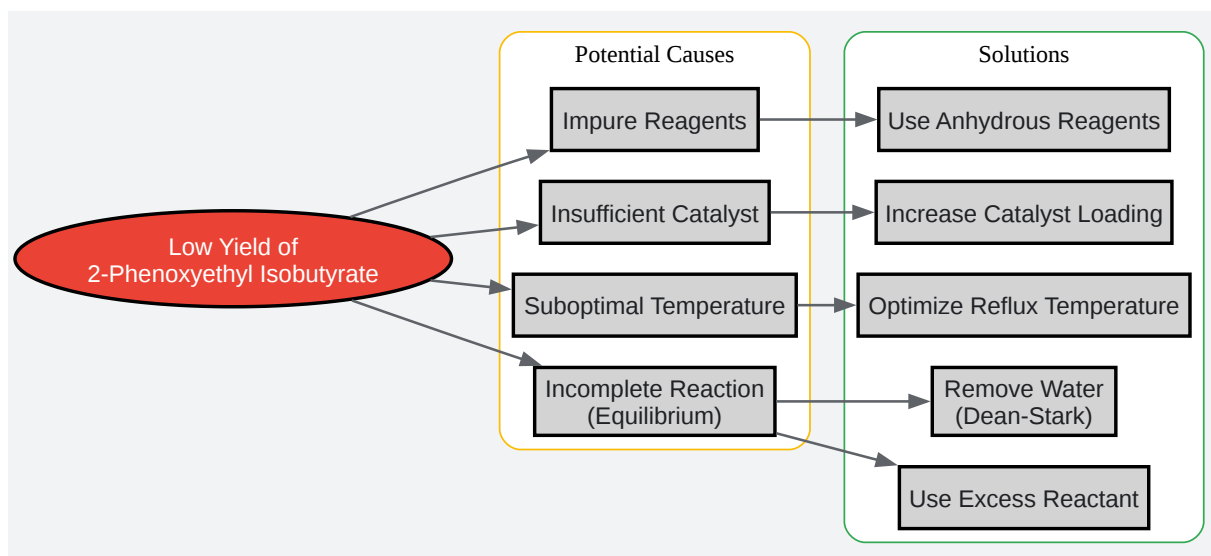 Potential Causes
Solutions
Impure Reagents
Use Anhydrous Reagents
Insufficient Catalyst
Increase Catalyst Loading
Low Yield of
2-Phenoxyethyl Isobutyrate
Suboptimal Temperature
Optimize Reflux Temperature
Incomplete Reaction
(Equilibrium)
Remove Water
(Dean-Stark)
Use Excess Reactant